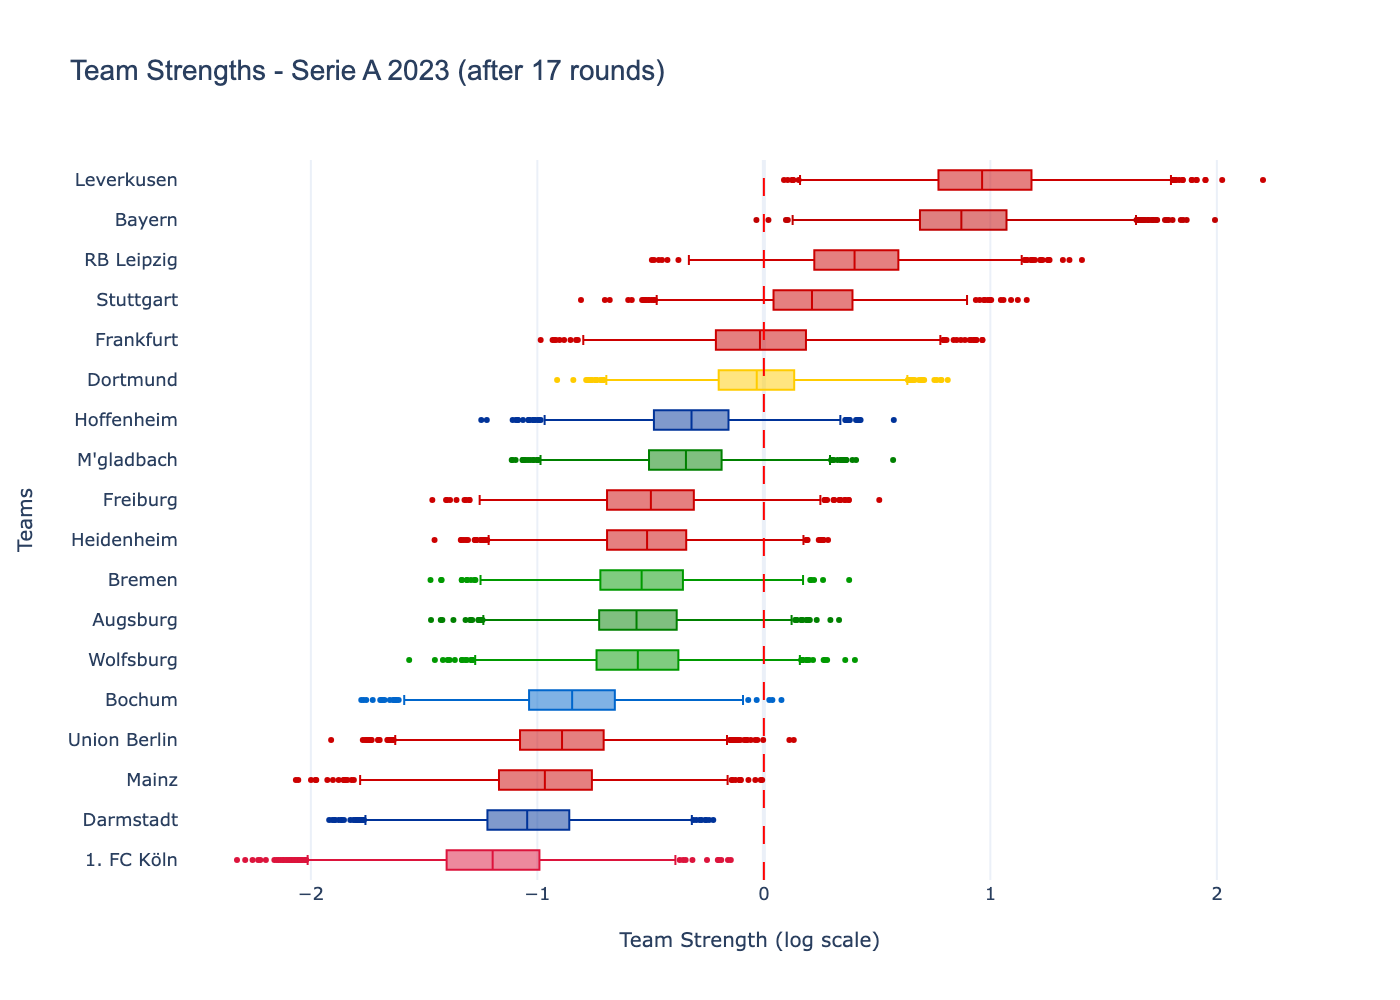 Team Strengths - Serie A 2023 (after 17 rounds)
Leverkusen
Bayern
RB Leipzig
Stuttgart
Frankfurt
Dortmund
Hoffenheim
M'gladbach
Freiburg
Heidenheim
Bremen
Augsburg
Wolfsburg
Bochum
Union Berlin
Mainz
Darmstadt
1. FC Köln
Teams
−2 −1 0 1 2
Team Strength (log scale)